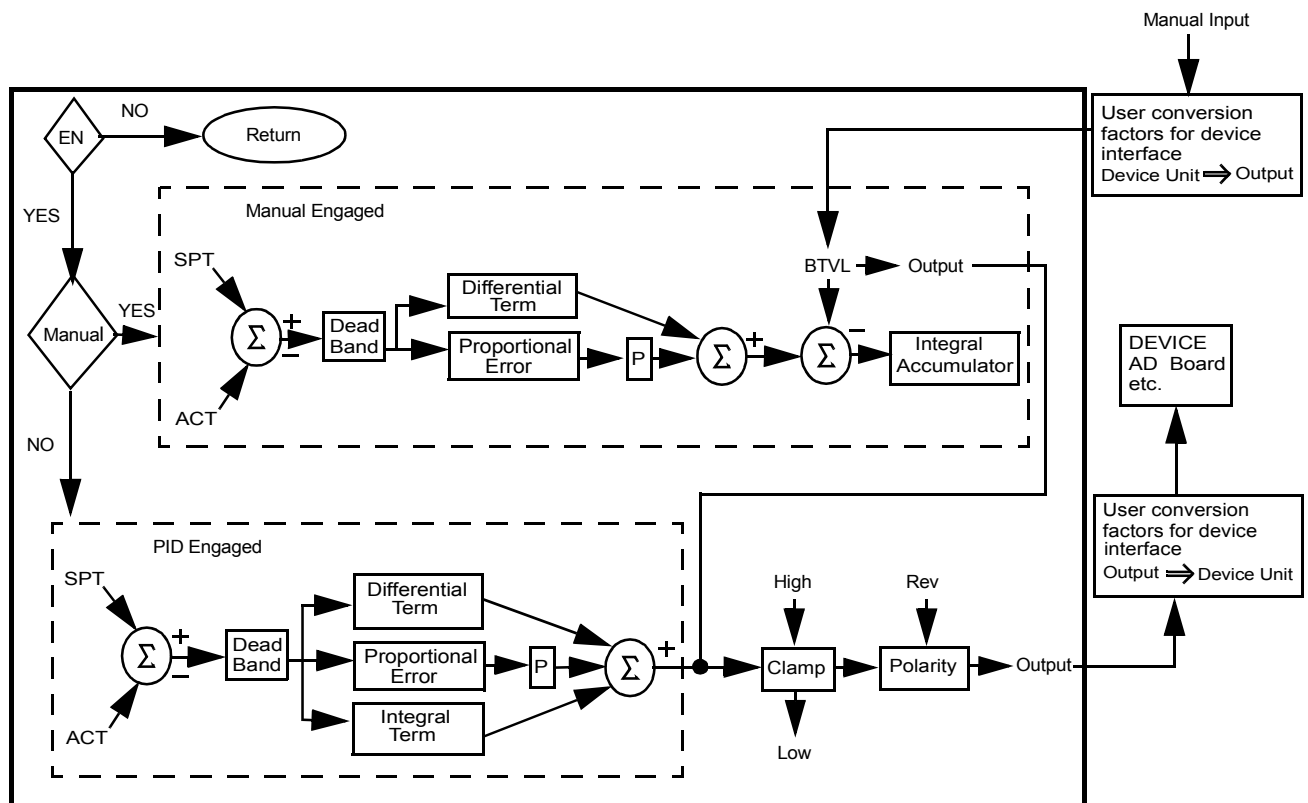 Manual Input
User conversion
factors for device
interface
Device Unit ⇒ Output
EN
NO
Return
YES
Manual Engaged
SPT
Σ
+
−
ACT
Dead
Band
Differential
Term
Proportional
Error
P
Σ
+
BTVL
Output
Σ
−
Integral
Accumulator
Manual
YES
NO
DEVICE
AD Board
etc.
PID Engaged
SPT
Σ
+
−
ACT
Dead
Band
Differential
Term
Proportional
Error
P
Integral
Term
Σ
+
High
Clamp
Low
Rev
Polarity
Output
User conversion
factors for device
interface
Output ⇒ Device Unit